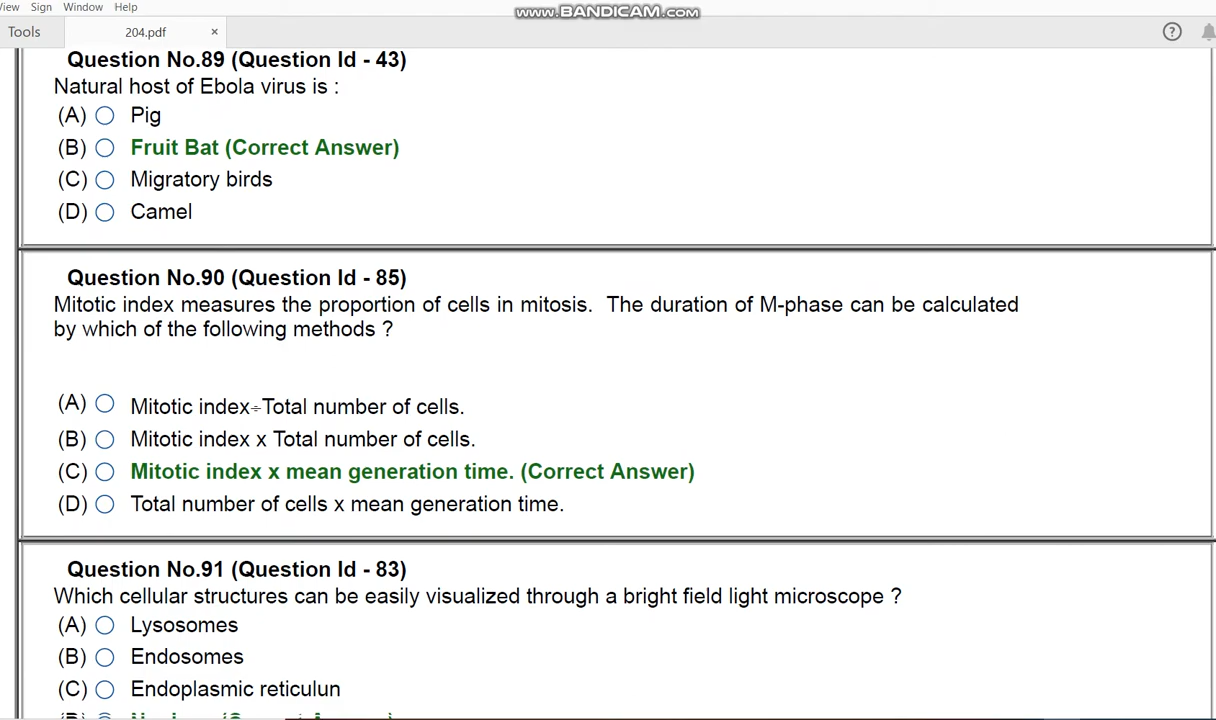 View Sign Window Help
www.BANDICAM.com
Tools 204.pdf × ?
Question No.89 (Question Id - 43)
Natural host of Ebola virus is :
(A) Pig
(B) Fruit Bat (Correct Answer)
(C) Migratory birds
(D) Camel
Question No.90 (Question Id - 85)
Mitotic index measures the proportion of cells in mitosis. The duration of M-phase can be calculated
by which of the following methods ?
(A) Mitotic index÷Total number of cells.
(B) Mitotic index x Total number of cells.
(C) Mitotic index x mean generation time. (Correct Answer)
(D) Total number of cells x mean generation time.
Question No.91 (Question Id - 83)
Which cellular structures can be easily visualized through a bright field light microscope ?
(A) Lysosomes
(B) Endosomes
(C) Endoplasmic reticulun